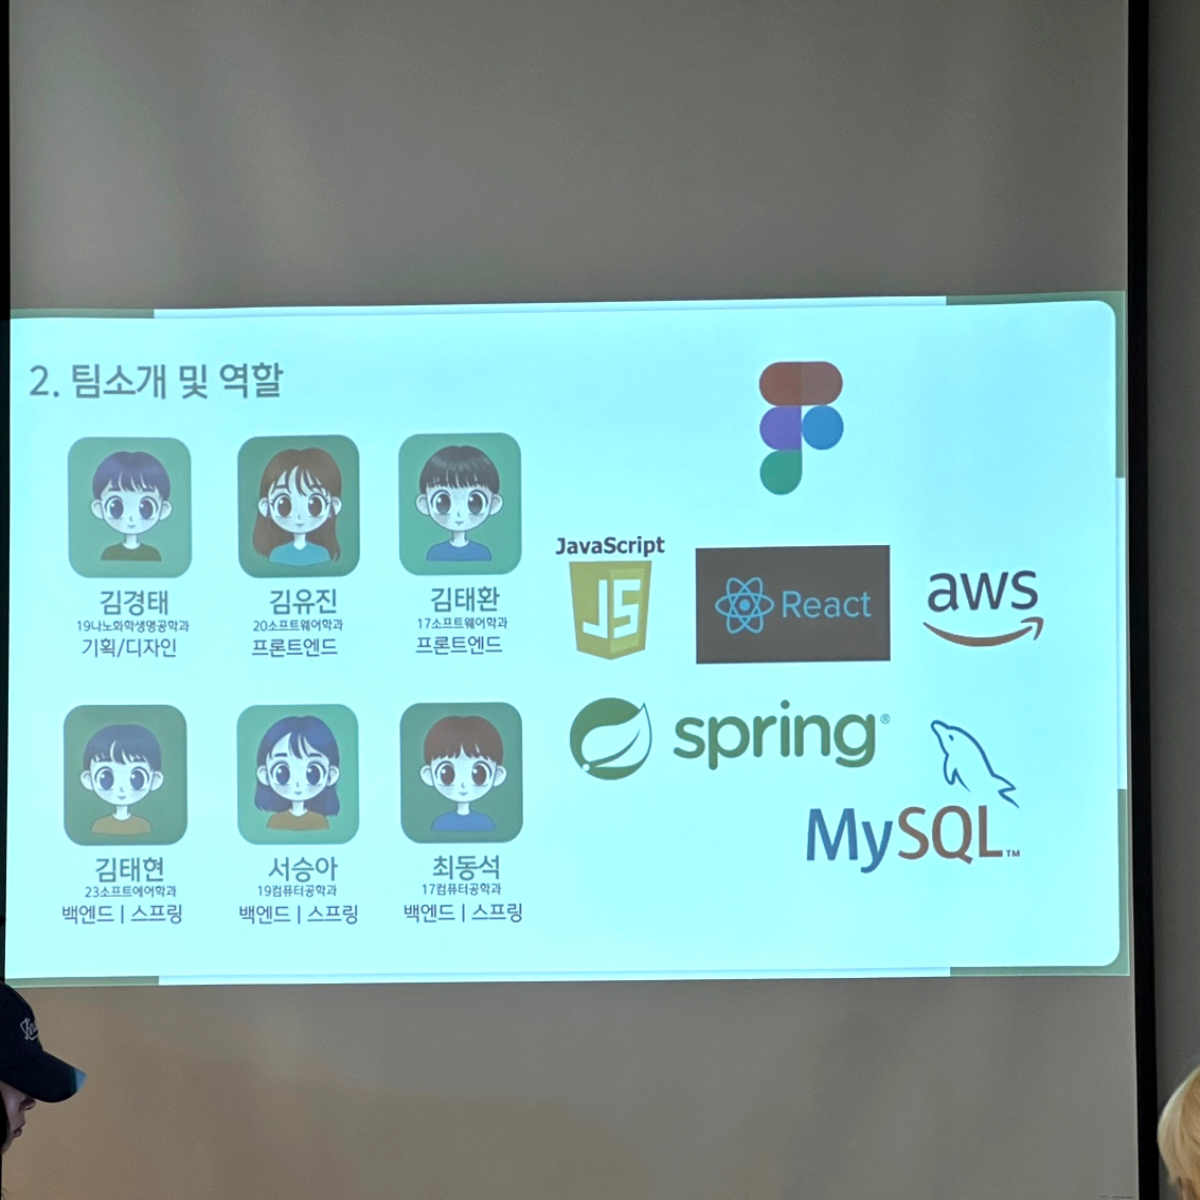 2. 팀소개 및 역할
김경태
19나노화학생명공학과
기획/디자인
김유진
20소프트웨어학과
프론트엔드
김태환
17소프트웨어학과
프론트엔드
김태현
23소프트에어학과
백엔드 | 스프링
서승아
19컴퓨터공학과
백엔드 | 스프링
최동석
17컴퓨터공학과
백엔드 | 스프링
JavaScript
JS
React
aws
spring®
MySQL™